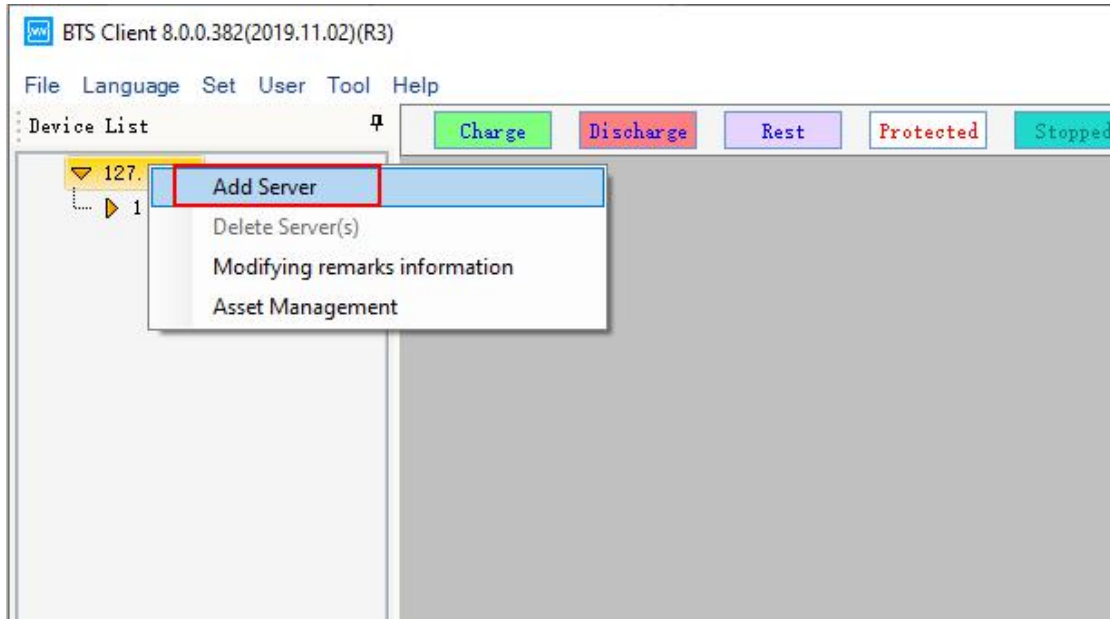 BTS Client 8.0.0.382(2019.11.02)(R3)
File Language Set User Tool Help
Device List
Charge Discharge Rest Protected Stopped
127.
1
Add Server
Delete Server(s)
Modifying remarks information
Asset Management